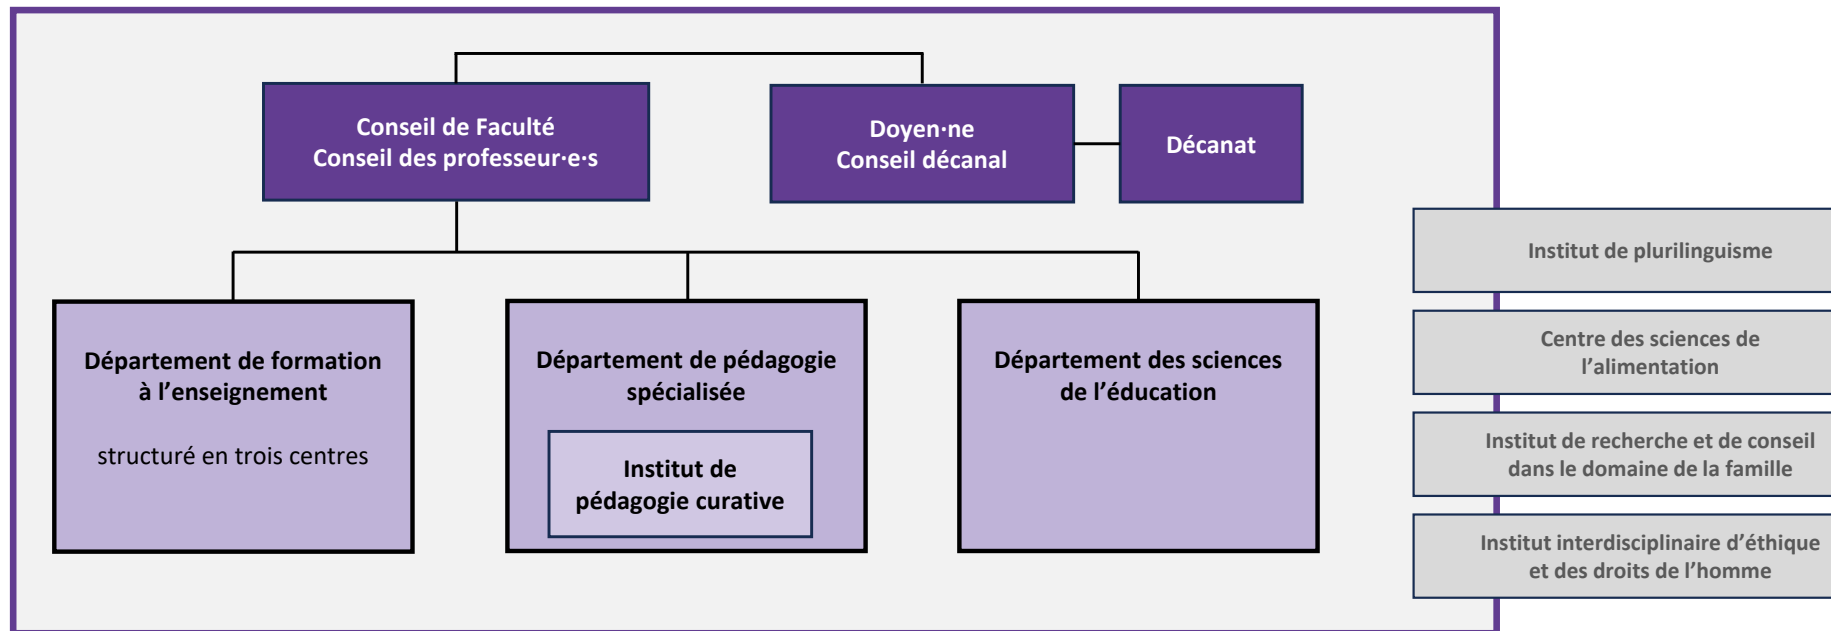 Conseil de Faculté
Conseil des professeur·e·s
Doyen·ne
Conseil décanal
Décanat
Département de formation
à l’enseignement
structuré en trois centres
Département de pédagogie
spécialisée
Institut de
pédagogie curative
Département des sciences
de l’éducation
Institut de plurilinguisme
Centre des sciences de
l’alimentation
Institut de recherche et de conseil
dans le domaine de la famille
Institut interdisciplinaire d’éthique
et des droits de l’homme